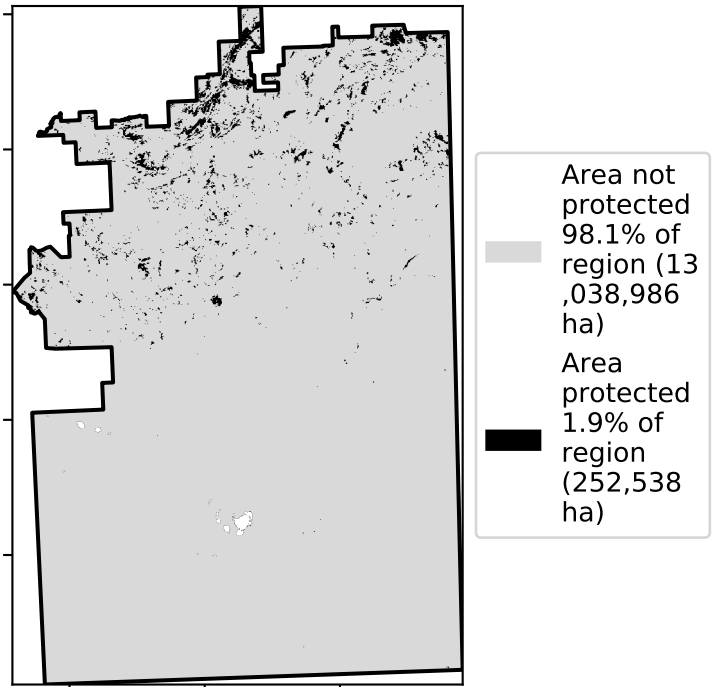 Area not
protected
98.1% of
region (13
,038,986
ha)
Area
protected
1.9% of
region
(252,538
ha)